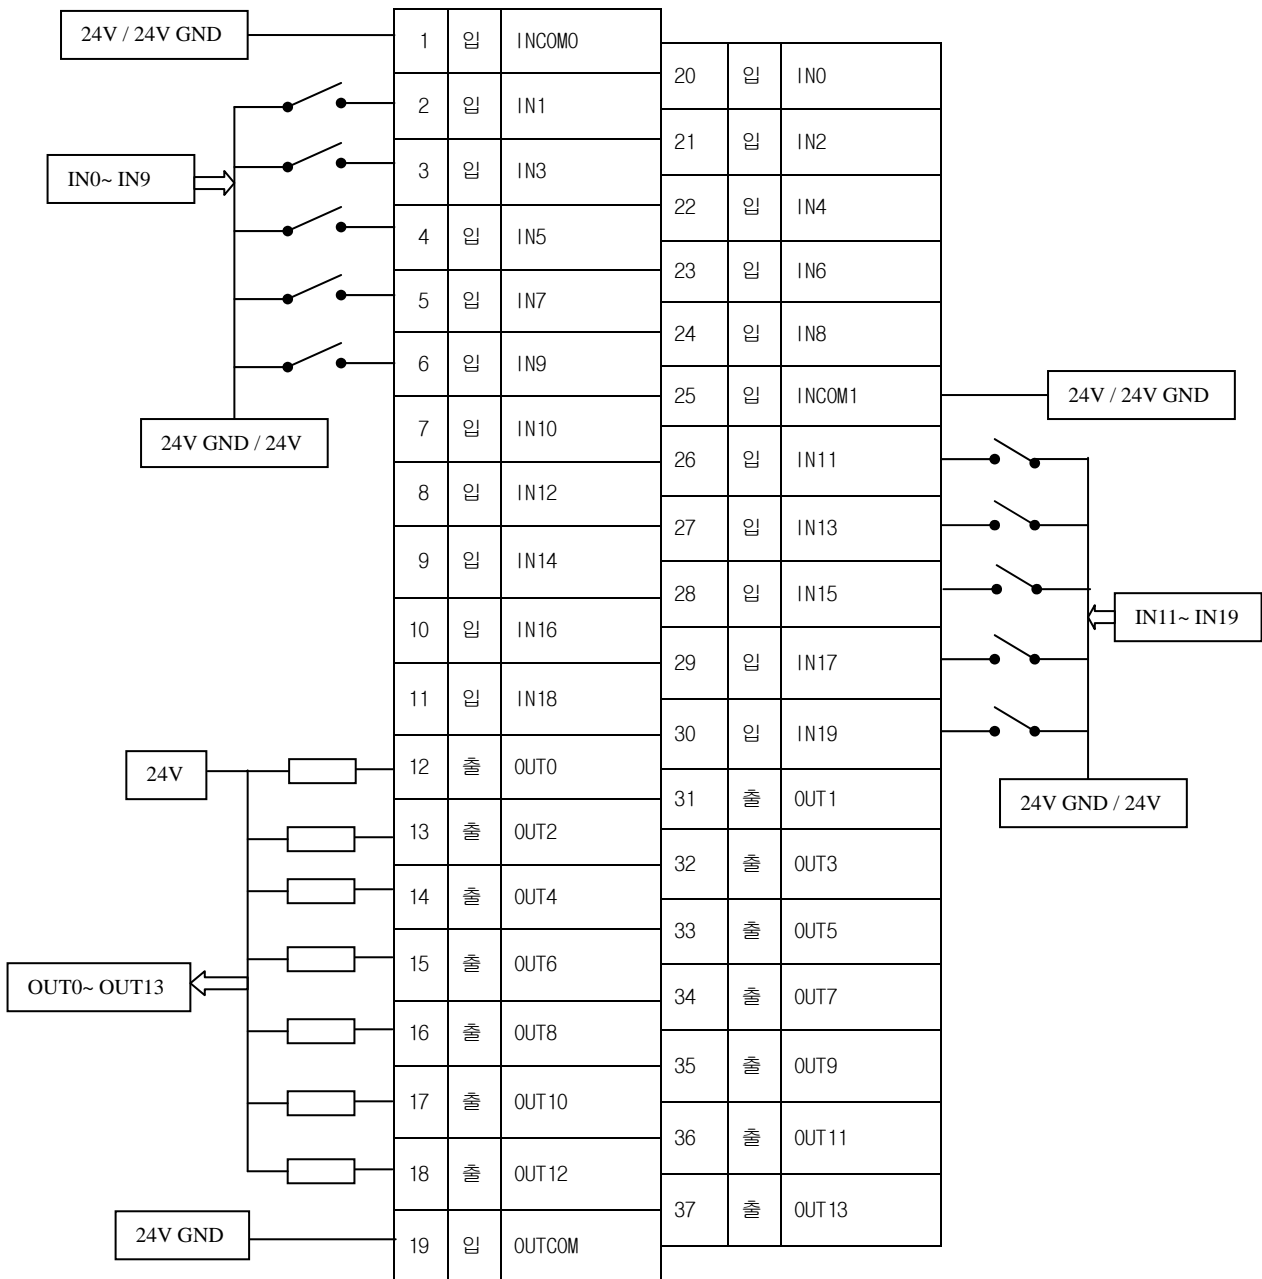 24V / 24V GND
1 입 INCOM0
2 입 IN1
3 입 IN3
4 입 IN5
5 입 IN7
6 입 IN9
7 입 IN10
8 입 IN12
9 입 IN14
10 입 IN16
11 입 IN18
12 출 OUT0
13 출 OUT2
14 출 OUT4
15 출 OUT6
16 출 OUT8
17 출 OUT10
18 출 OUT12
19 입 OUTCOM
IN0~ IN9
24V GND / 24V
24V
OUT0~ OUT13
24V GND
20 입 IN0
21 입 IN2
22 입 IN4
23 입 IN6
24 입 IN8
25 입 INCOM1
26 입 IN11
27 입 IN13
28 입 IN15
29 입 IN17
30 입 IN19
31 출 OUT1
32 출 OUT3
33 출 OUT5
34 출 OUT7
35 출 OUT9
36 출 OUT11
37 출 OUT13
24V / 24V GND
IN11~ IN19
24V GND / 24V